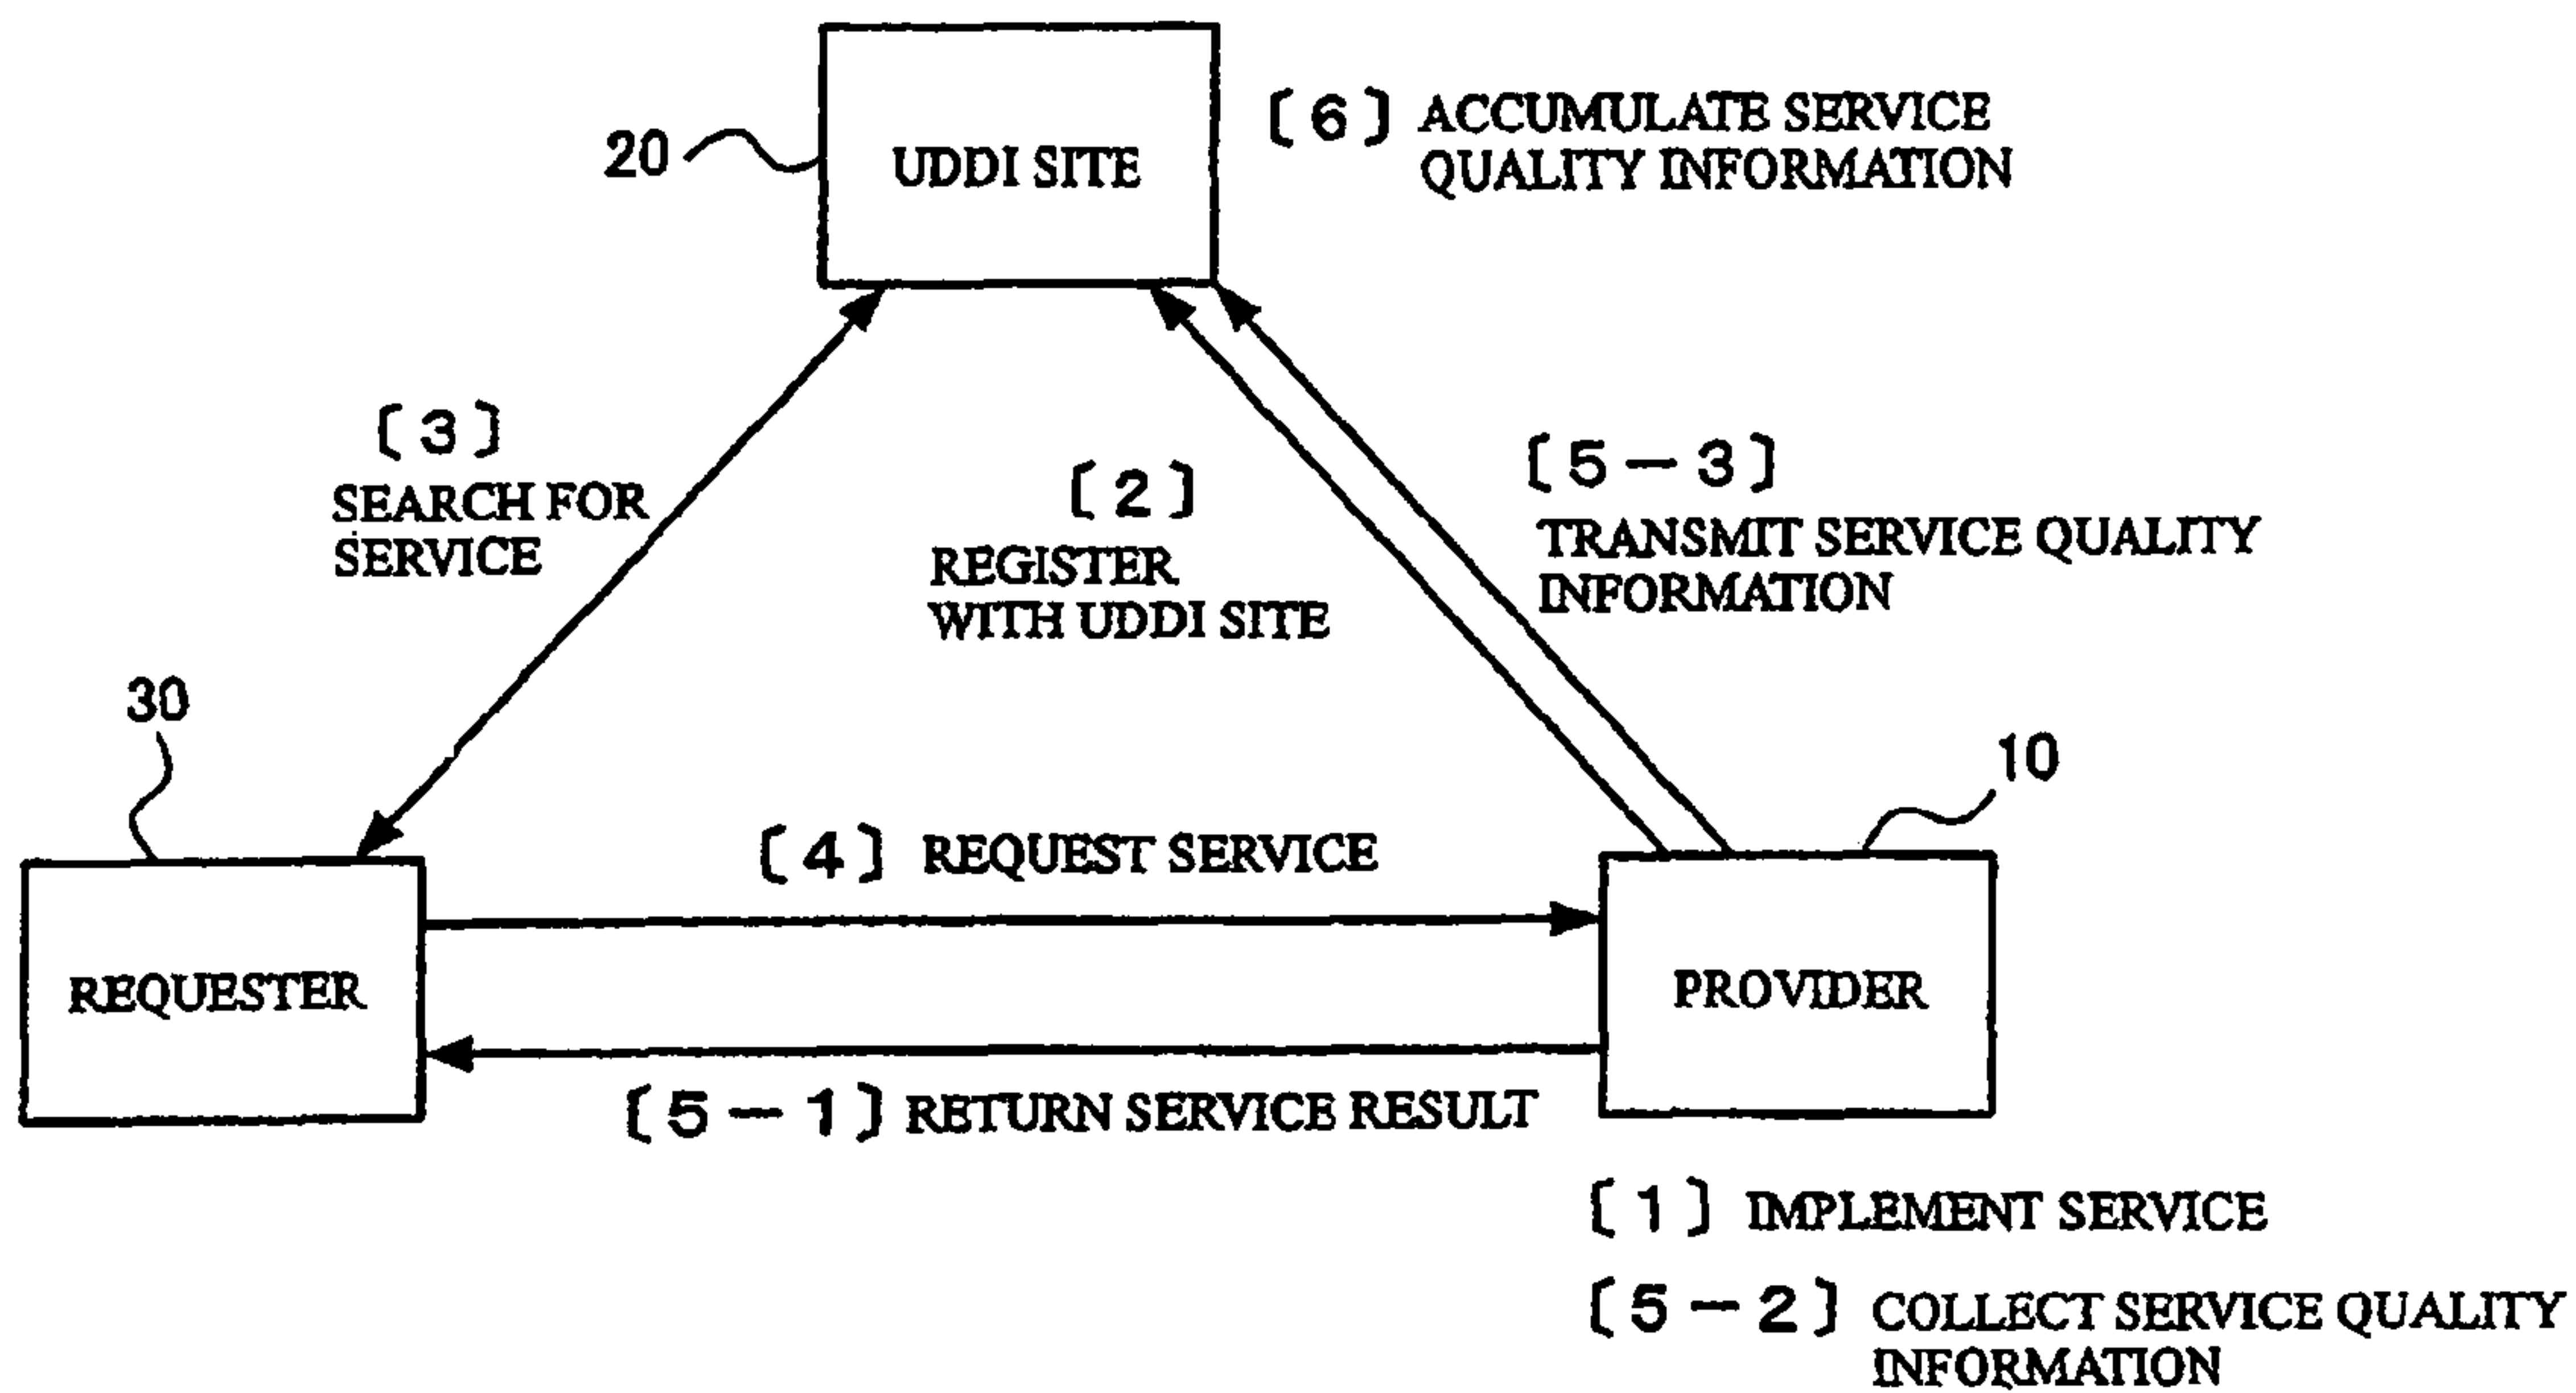 20
UDDI SITE
〔6〕 ACCUMULATE SERVICE
QUALITY INFORMATION
〔3〕
SEARCH FOR
SERVICE
〔2〕
REGISTER
WITH UDDI SITE
〔5－3〕
TRANSMIT SERVICE QUALITY
INFORMATION
30
10
〔4〕 REQUEST SERVICE
REQUESTER
PROVIDER
〔5－1〕 RETURN SERVICE RESULT
〔1〕 IMPLEMENT SERVICE
〔5－2〕 COLLECT SERVICE QUALITY
INFORMATION